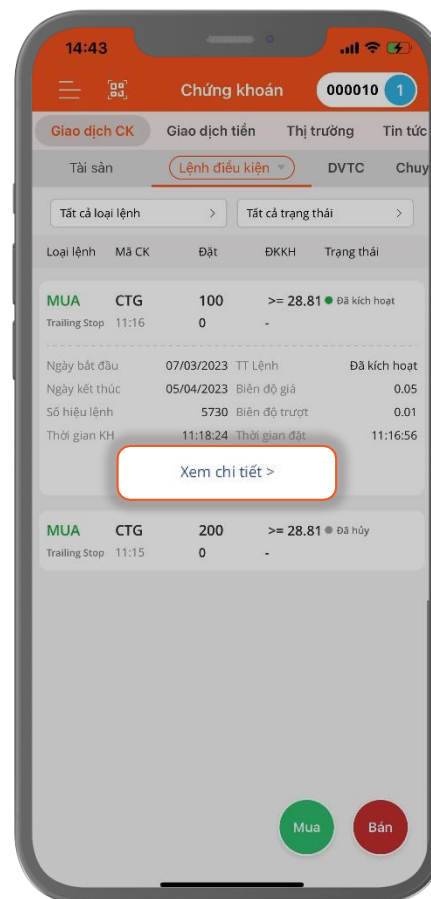 14:43
Chứng khoán 000010 1
Giao dịch CK Giao dịch tiền Thị trường Tin tức
Tài sản Lệnh điều kiện DVTC Chuy
Tất cả loại lệnh > Tất cả trạng thái >
Loại lệnh Mã CK Đặt ĐKKH Trạng thái
MUA CTG 100 >= 28.81 Đã kích hoạt
Trailing Stop 11:16 0 -
Ngày bắt đầu 07/03/2023 TT Lệnh Đã kích hoạt
Ngày kết thúc 05/04/2023 Biên độ giá 0.05
Số hiệu lệnh 5730 Biên độ trượt 0.01
Thời gian KH 11:18:24 Thời gian đặt 11:16:56
Xem chi tiết >
MUA CTG 200 >= 28.81 Đã hủy
Trailing Stop 11:15 0 -
Mua Bán